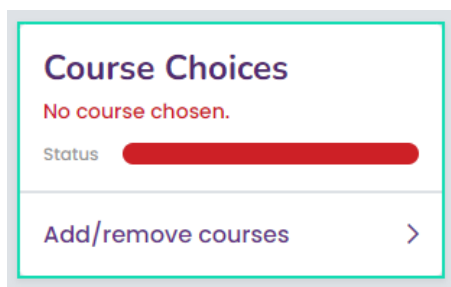 Course Choices
No course chosen.
Status
Add/remove courses